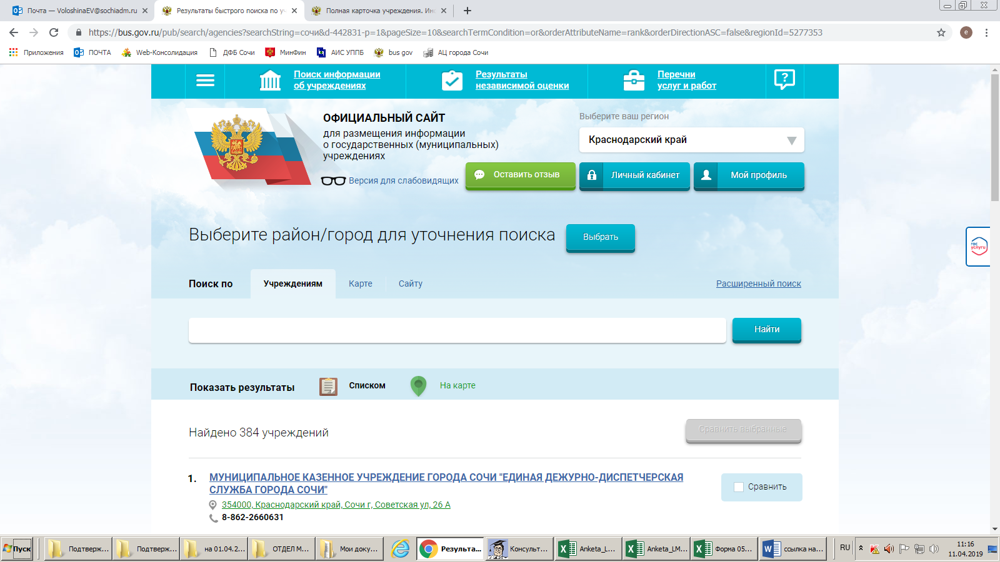 Почта — VoloshinaEV@sochiadm.ru
Результаты быстрого поиска по уч
Полная карточка учреждения. Ин
https://bus.gov.ru/pub/search/agencies?searchString=сочи&d-442831-p=1&pageSize=10&searchTermCondition=or&orderAttributeName=rank&orderDirectionASC=false&regionId=5277353
e
Приложения ПОЧТА Web-Консолидация ДФБ Сочи МинФин АИС УППБ bus gov АЦ города Сочи
Поиск информации
об учреждениях
Результаты
независимой оценки
Перечни
услуг и работ
ОФИЦИАЛЬНЫЙ САЙТ
для размещения информации
о государственных (муниципальных)
учреждениях
Версия для слабовидящих
Выберите ваш регион
Краснодарский край
Оставить отзыв
Личный кабинет
Мой профиль
Выберите район/город для уточнения поиска
Выбрать
гос
услуги
Поиск по Учреждениям Карте Сайту Расширенный поиск
Найти
Показать результаты Списком На карте
Найдено 384 учреждений
Сравнить выбранные
1. МУНИЦИПАЛЬНОЕ КАЗЕННОЕ УЧРЕЖДЕНИЕ ГОРОДА СОЧИ "ЕДИНАЯ ДЕЖУРНО-ДИСПЕТЧЕРСКАЯ
СЛУЖБА ГОРОДА СОЧИ"
Сравнить
354000, Краснодарский край, Сочи г, Советская ул, 26 А
8-862-2660631
Пуск
Подтверж...
Подтверж...
на 01.04.2...
ОТДЕЛ М...
Мои доку...
Результа...
Консульт...
Anketa_L...
Anketa_LM...
Форма 05...
ссылка на...
RU
11:16
11.04.2019